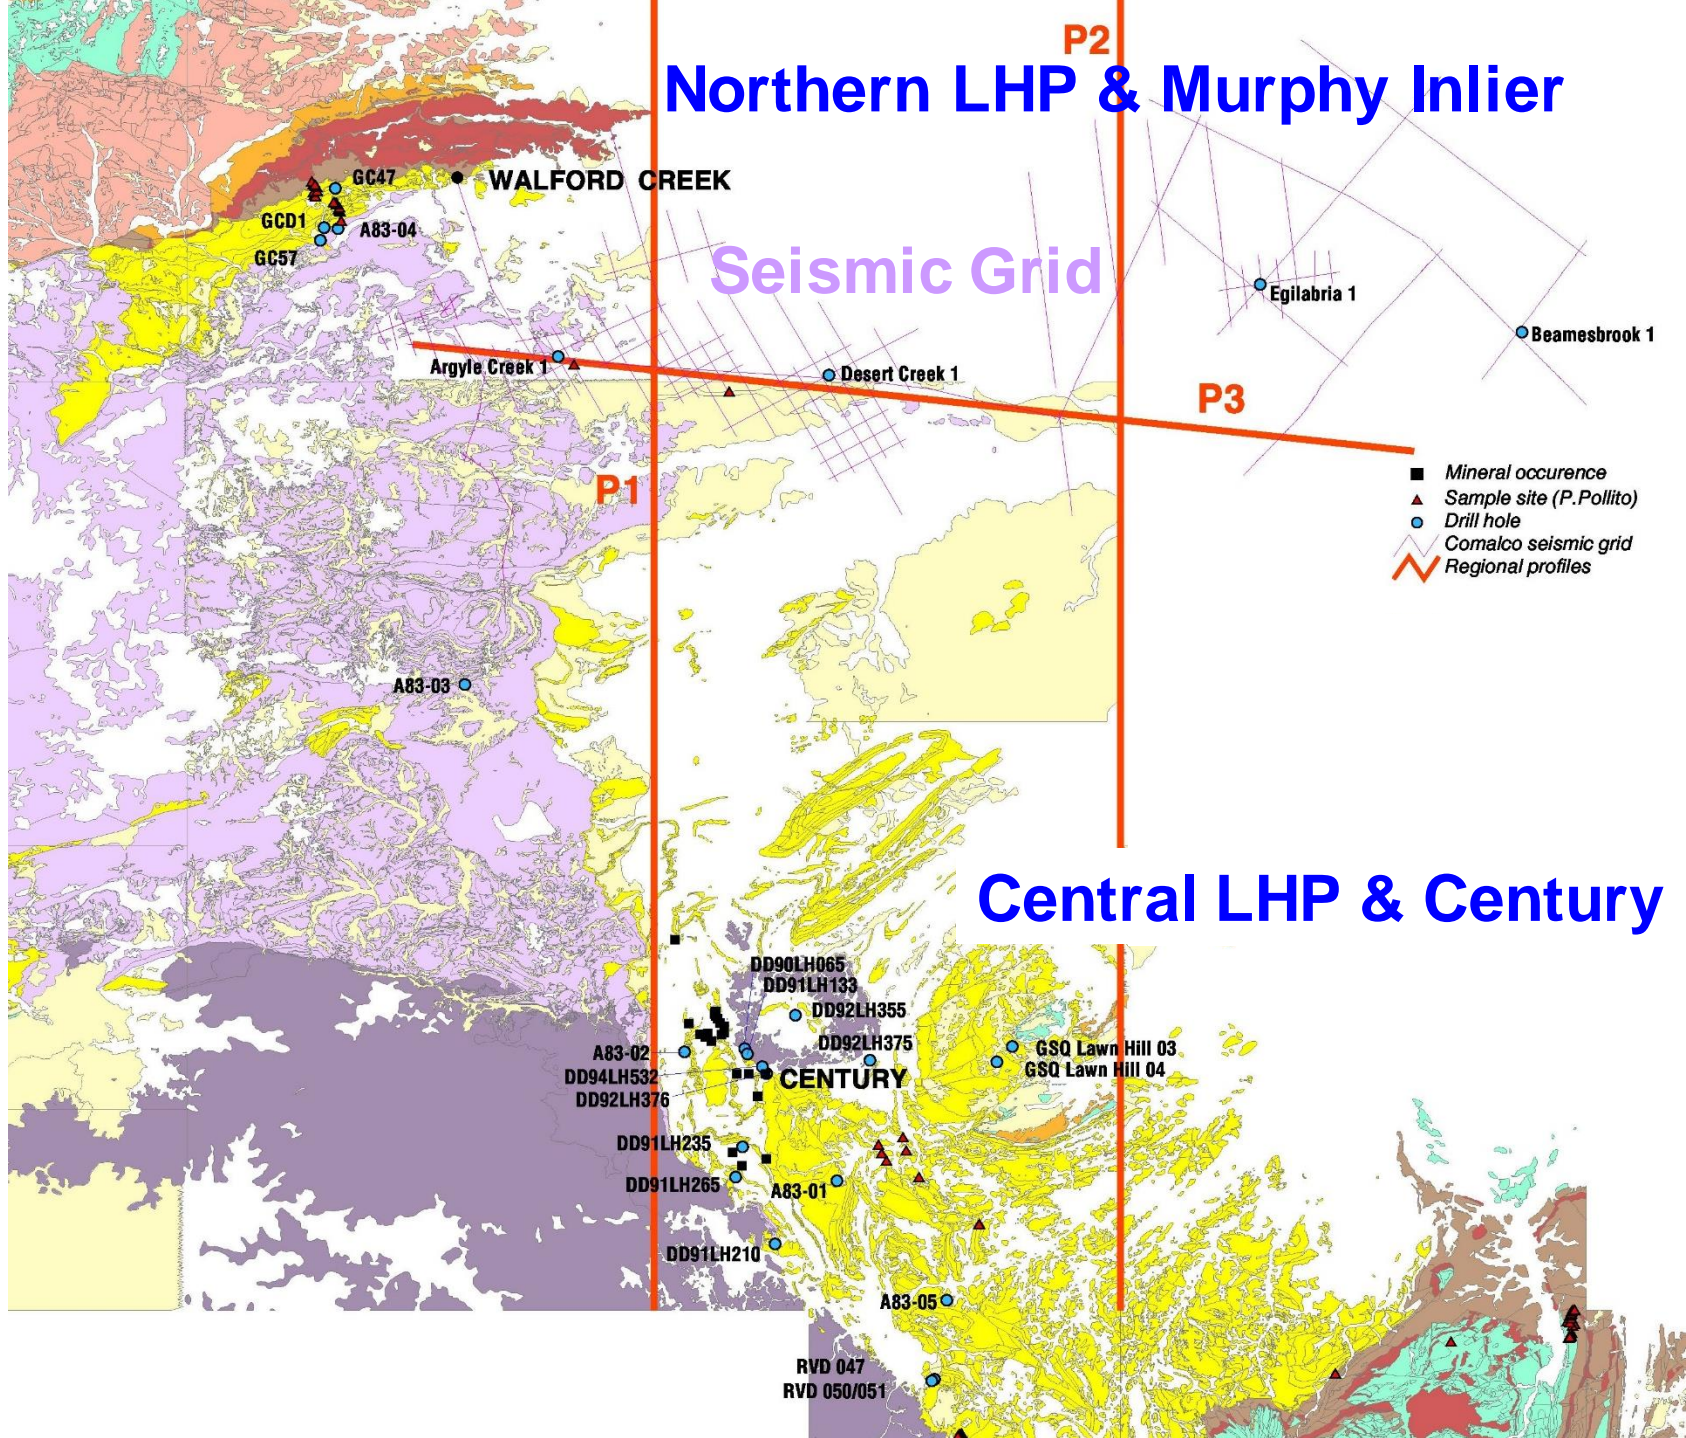 P2
Northern LHP & Murphy Inlier
GC47
WALFORD CREEK
GCD1
A83-04
GC57
Seismic Grid
Egilabria 1
Beamesbrook 1
Argyle Creek 1
Desert Creek 1
P3
P1
Mineral occurence
Sample site (P.Pollito)
Drill hole
Comalco seismic grid
Regional profiles
A83-03
Central LHP & Century
DD90LH065
DD91LH133
DD92LH355
DD92LH375
A83-02
GSQ Lawn Hill 03
GSQ Lawn Hill 04
DD94LH532
CENTURY
DD92LH376
DD91LH235
DD91LH265
A83-01
DD91LH210
A83-05
RVD 047
RVD 050/051